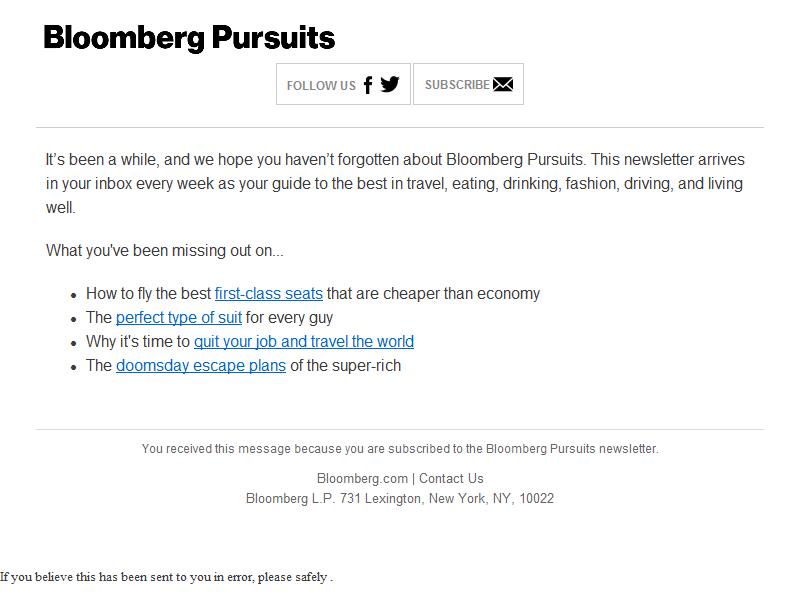 Bloomberg Pursuits
FOLLOW US
SUBSCRIBE
It’s been a while, and we hope you haven’t forgotten about Bloomberg Pursuits. This newsletter arrives
in your inbox every week as your guide to the best in travel, eating, drinking, fashion, driving, and living
well.
What you've been missing out on...
• How to fly the best first-class seats that are cheaper than economy
• The perfect type of suit for every guy
• Why it's time to quit your job and travel the world
• The doomsday escape plans of the super-rich
You received this message because you are subscribed to the Bloomberg Pursuits newsletter.
Bloomberg.com | Contact Us
Bloomberg L.P. 731 Lexington, New York, NY, 10022
If you believe this has been sent to you in error, please safely .